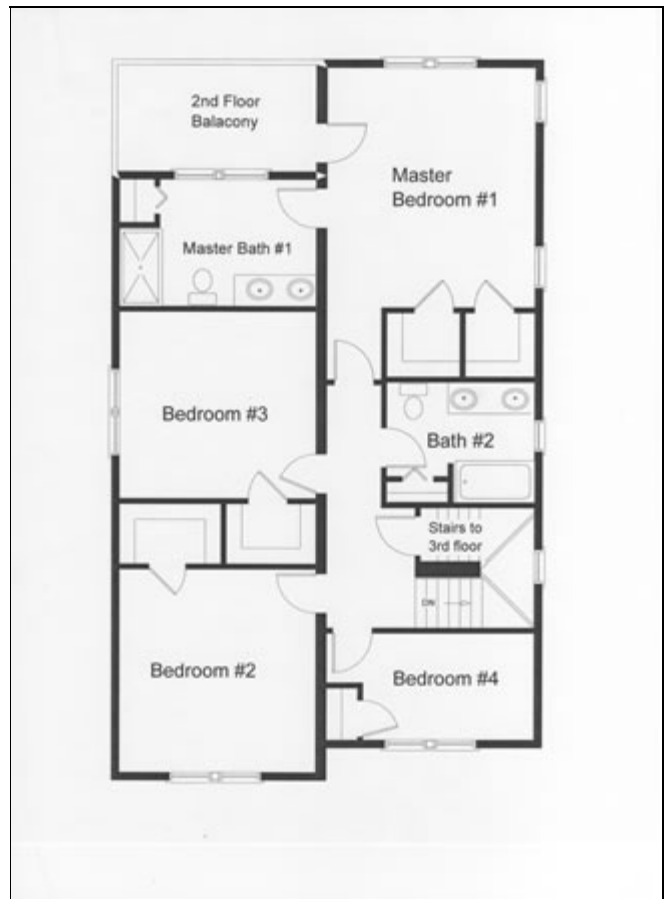 2nd Floor
Balacony
Master
Bedroom #1
Master Bath #1
Bedroom #3
Bath #2
Stairs to
3rd floor
DN
Bedroom #2
Bedroom #4